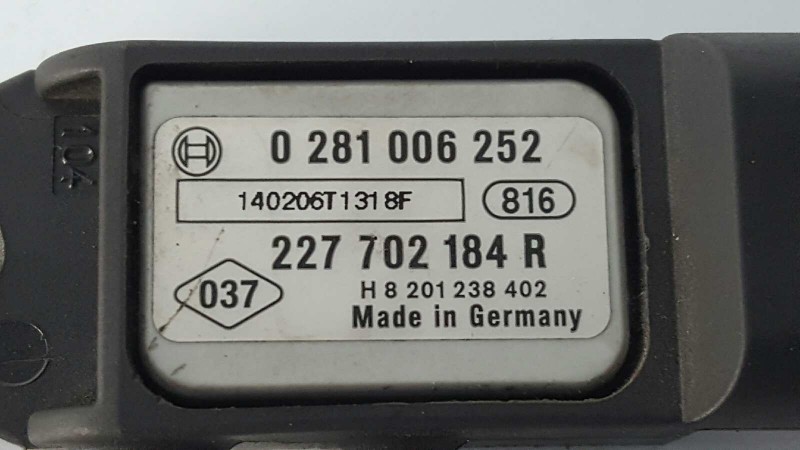 0 281 006 252
140206T1318F
816
227 702 184 R
037
H 8 201 238 402
Made in Germany
104